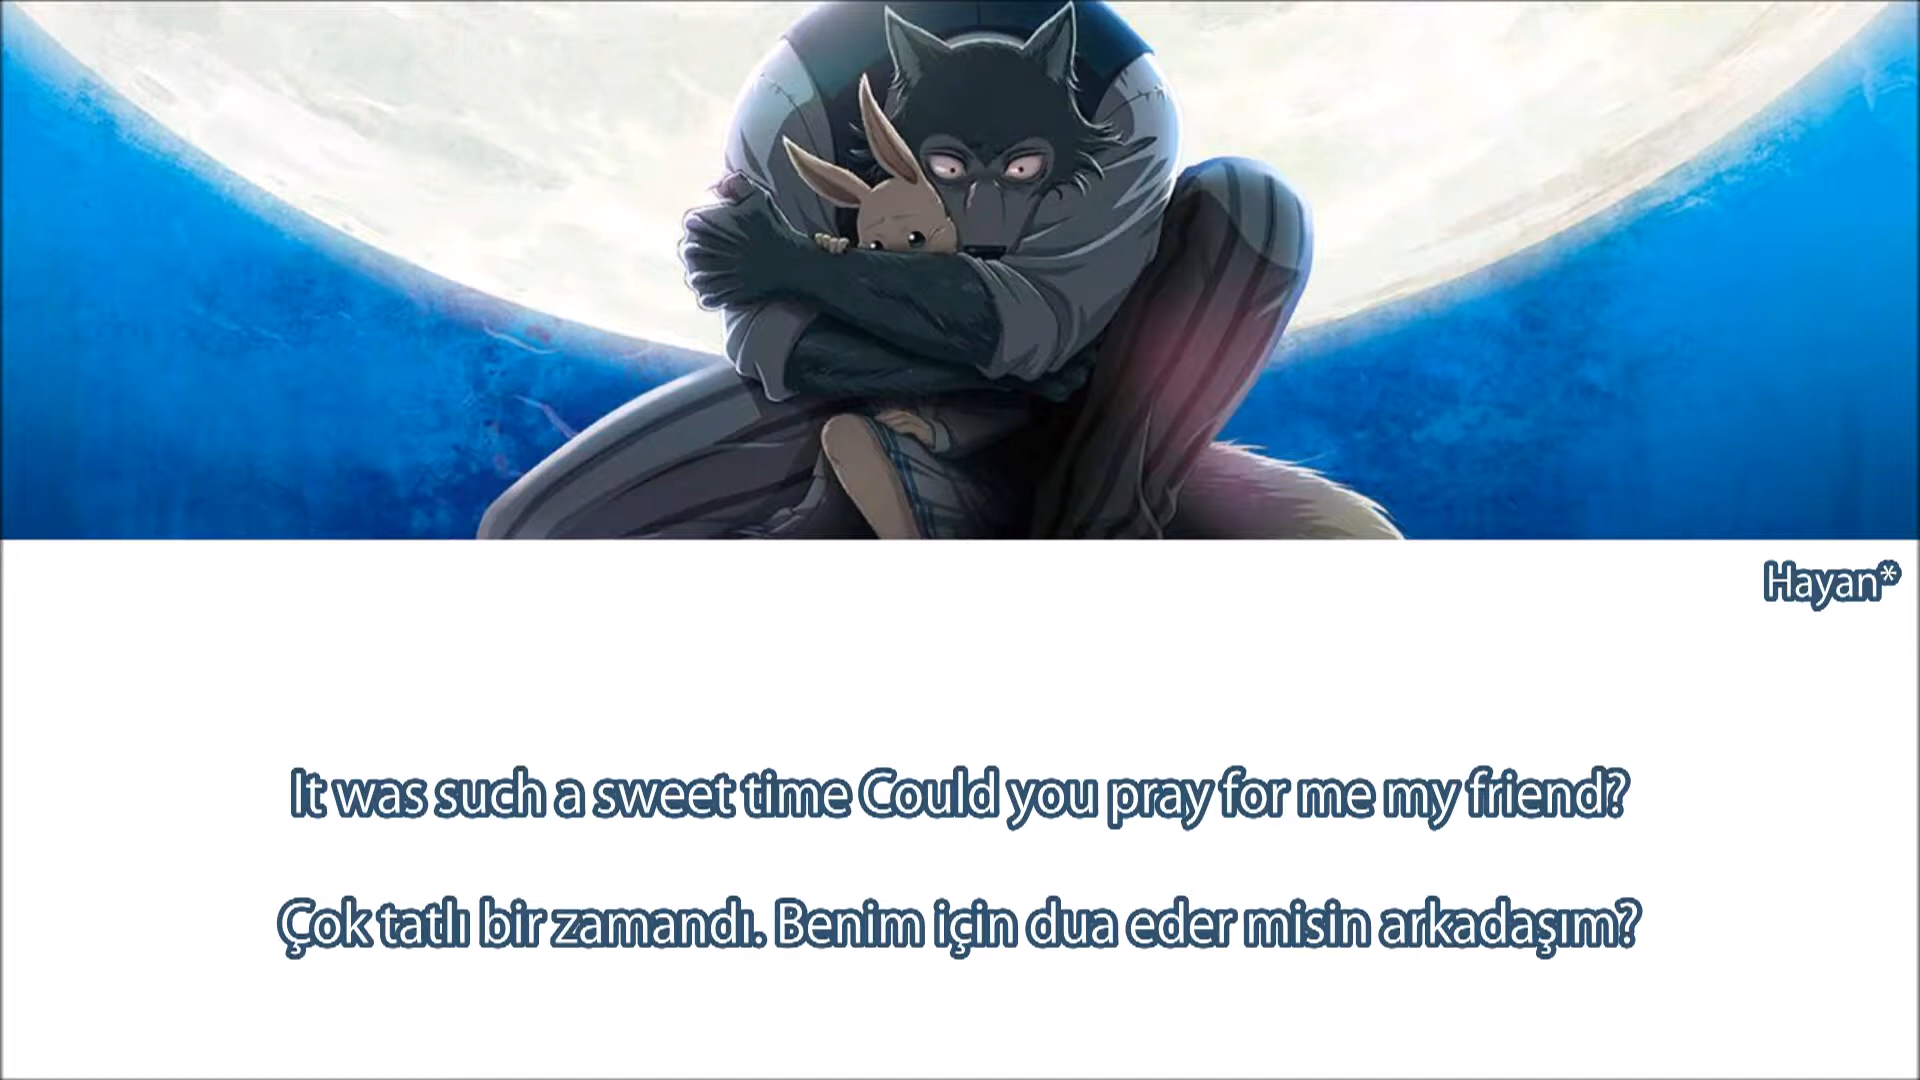 Hayan*
It was such a sweet time Could you pray for me my friend?
Çok tatlı bir zamandı. Benim için dua eder misin arkadaşım?